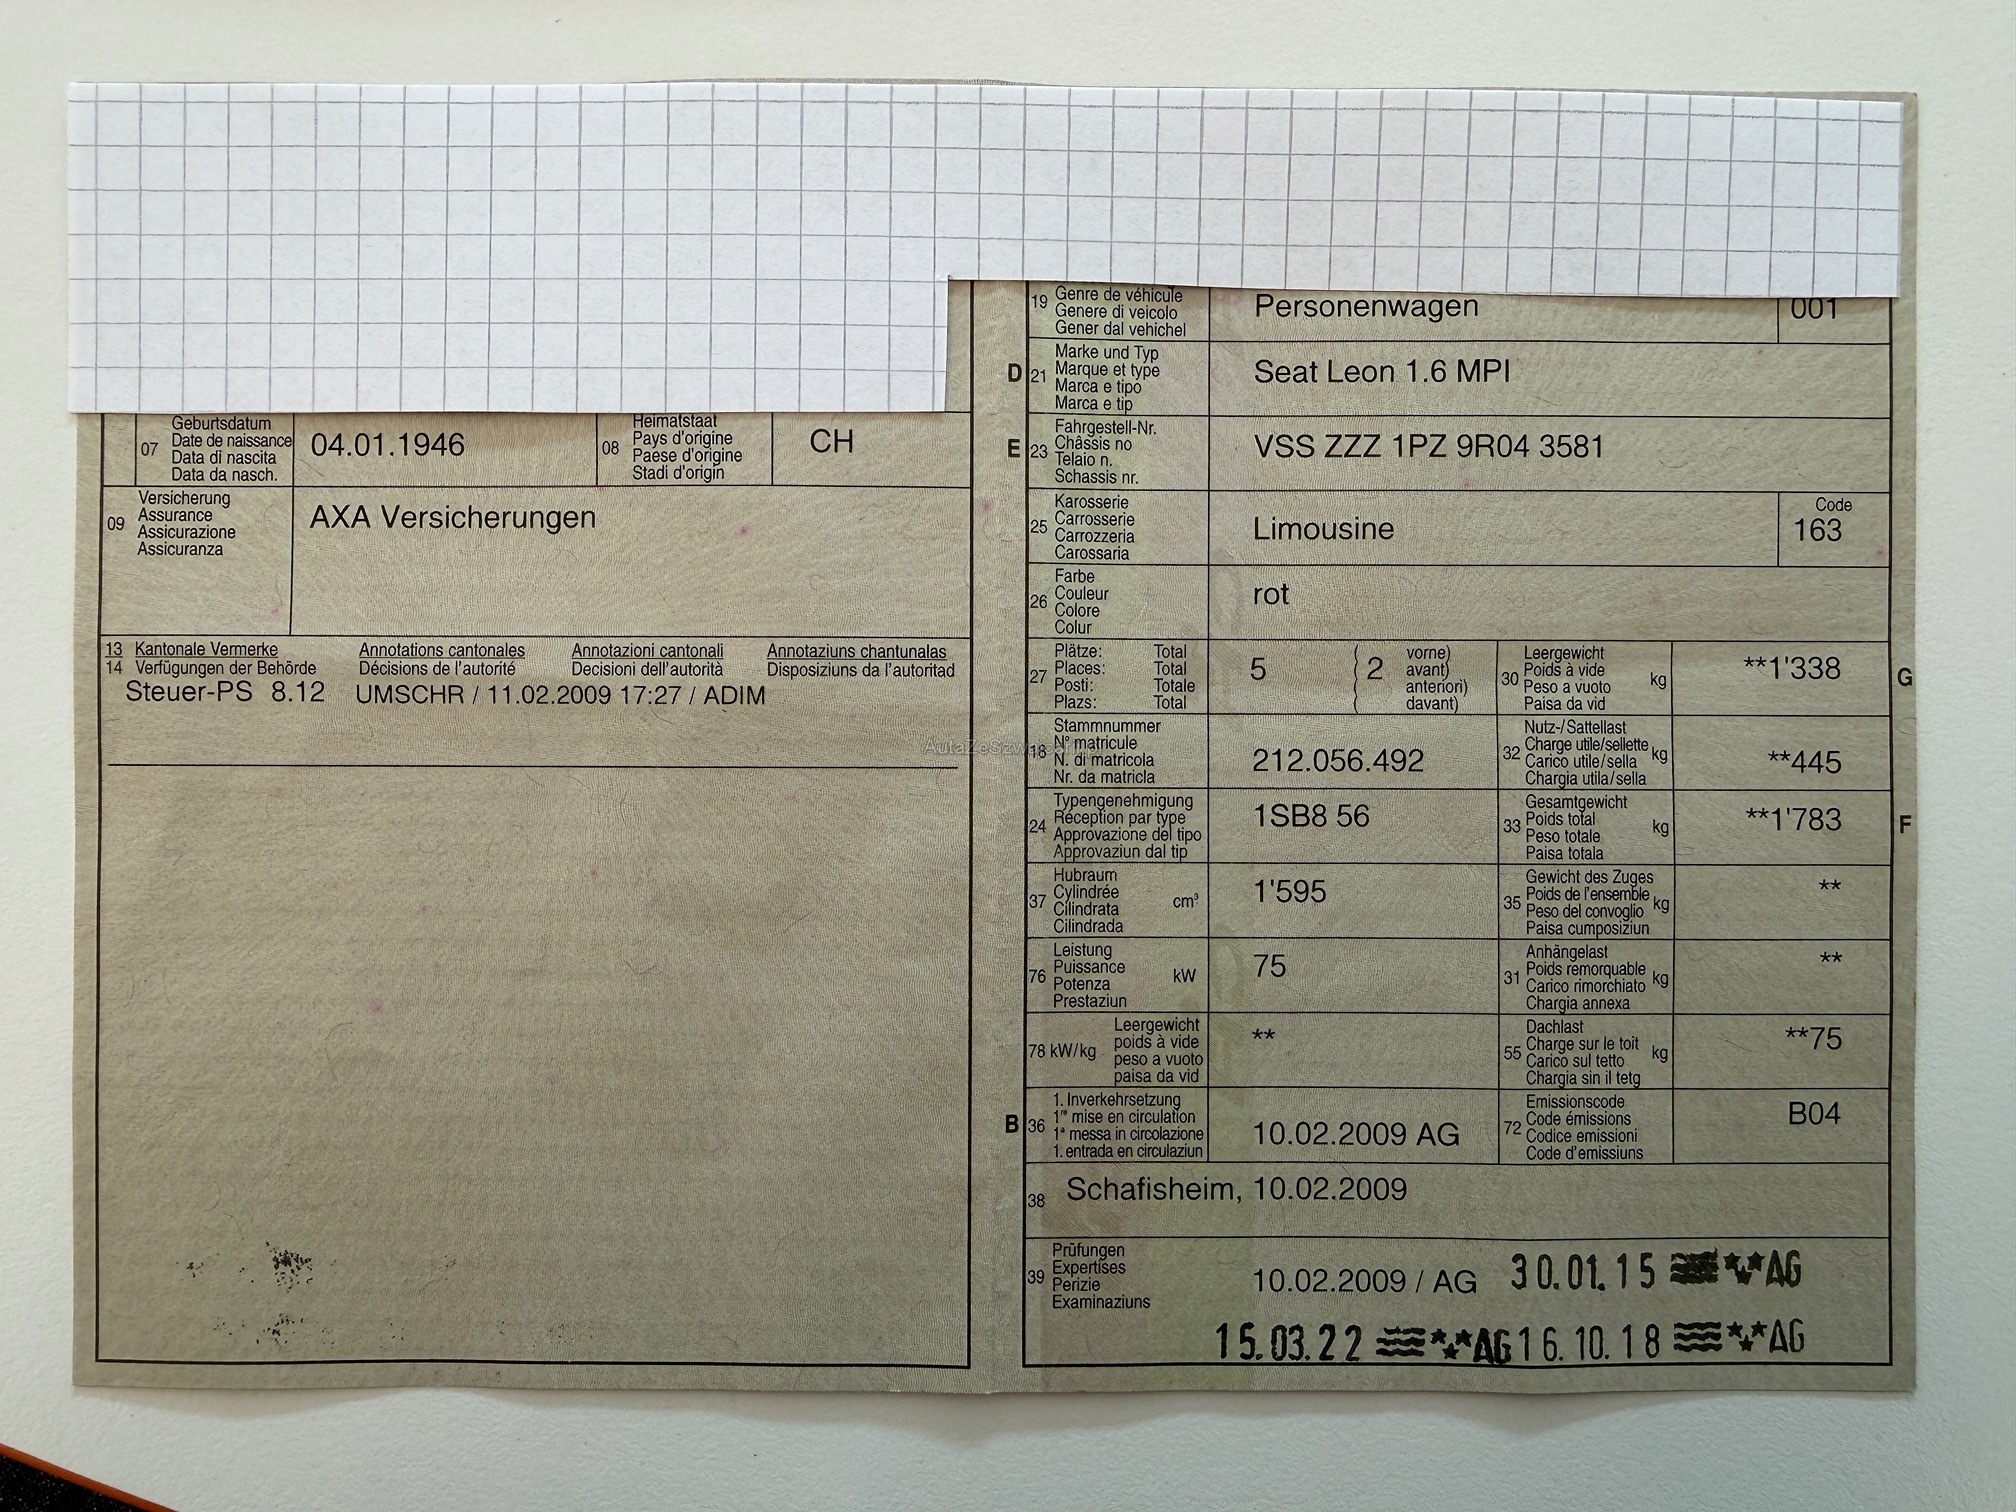 07 Geburtsdatum
Date de naissance
Data di nascita
Data da nasch.
04.01.1946
08 Heimatstaat
Pays d'origine
Paese d'origine
Stadi d'origin
CH
09 Versicherung
Assurance
Assicurazione
Assicuranza
AXA Versicherungen
13 Kantonale Vermerke Annotations cantonales Annotazioni cantonali Annotaziuns chantunalas
14 Verfügungen der Behörde Décisions de l'autorité Decisioni dell'autorità Disposiziuns da l'autoritad
Steuer-PS 8.12 UMSCHR / 11.02.2009 17:27 / ADIM
19 Genre de véhicule
Genere di veicolo
Gener dal vehichel
Personenwagen
001
D 21 Marke und Typ
Marque et type
Marca e tipo
Marca e tip
Seat Leon 1.6 MPI
E 23 Fahrgestell-Nr.
Châssis no
Telaio n.
Schassis nr.
VSS ZZZ 1PZ 9R04 3581
25 Karosserie
Carrosserie
Carrozzeria
Carossaria
Limousine
Code
163
26 Farbe
Couleur
Colore
Colur
rot
27 Plätze: Total
Places: Total
Posti: Totale
Plazs: Total
5 ( 2 vorne)
avant)
anteriori)
( davant)
30 Leergewicht
Poids à vide kg
Peso a vuoto
Paisa da vid
**1'338
G
18 Stammnummer
N° matricule
N. di matricola
Nr. da matricla
212.056.492
32 Nutz-/Sattellast
Charge utile/sellette kg
Carico utile/sella
Chargia utila/sella
**445
24 Typengenehmigung
Réception par type
Approvazione del tipo
Approvaziun dal tip
1SB8 56
33 Gesamtgewicht
Poids total kg
Peso totale
Paisa totala
**1'783
F
37 Hubraum
Cylindrée
Cilindrata cm³
Cilindrada
1'595
35 Gewicht des Zuges
Poids de l'ensemble kg
Peso del convoglio
Paisa cumposiziun
**
76 Leistung
Puissance
Potenza kW
Prestaziun
75
31 Anhängelast
Poids remorquable kg
Carico rimorchiato
Chargia annexa
**
78 kW/kg Leergewicht
poids à vide
peso a vuoto
paisa da vid
**
55 Dachlast
Charge sur le toit kg
Carico sul tetto
Chargia sin il tetg
**75
B 36 1. Inverkehrsetzung
1re mise en circulation
1a messa in circolazione
1. entrada en circulaziun
10.02.2009 AG
72 Emissionscode
Code émissions
Codice emissioni
Code d'emissiuns
B04
38 Schafisheim, 10.02.2009
39 Prüfungen
Expertises
Perizie
Examinaziuns
10.02.2009 / AG 30.01.15 AG
15.03.22 AG 16.10.18 AG